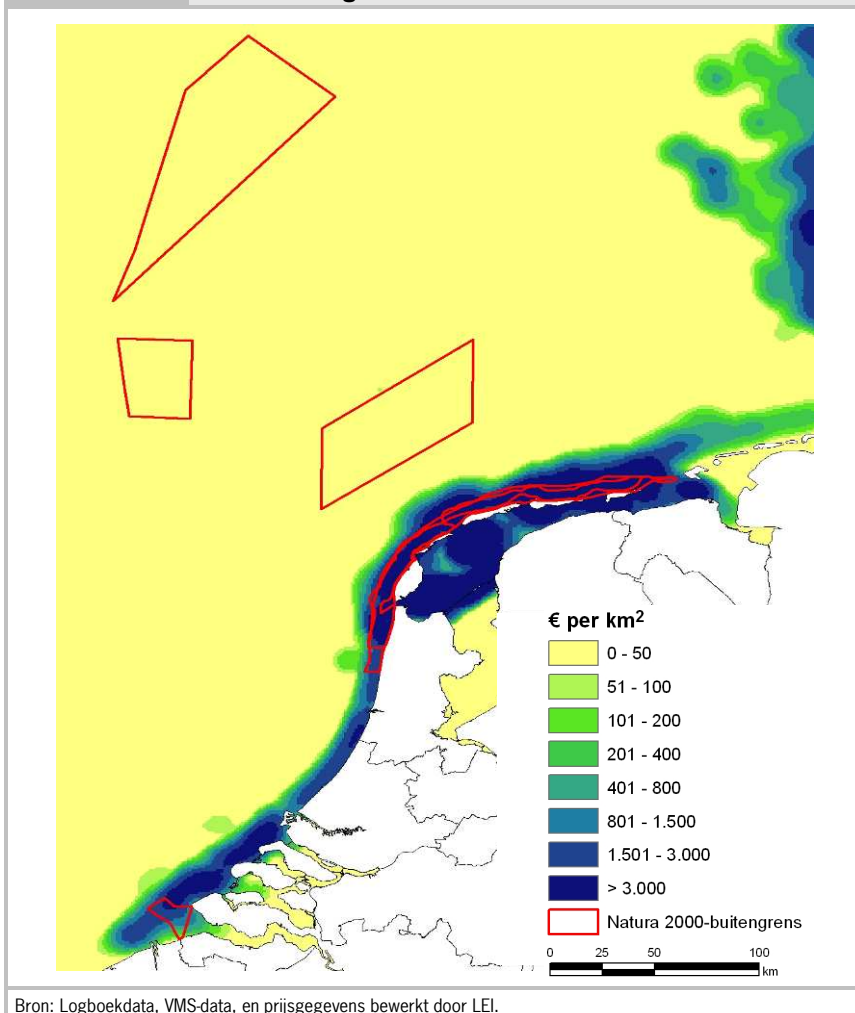 € per km2
0 - 50
51 - 100
101 - 200
201 - 400
401 - 800
801 - 1.500
1.501 - 3.000
> 3.000
Natura 2000-buitengrens
0 25 50 100
km
Bron: Logboekdata, VMS-data, en prijsgegevens bewerkt door LEI.